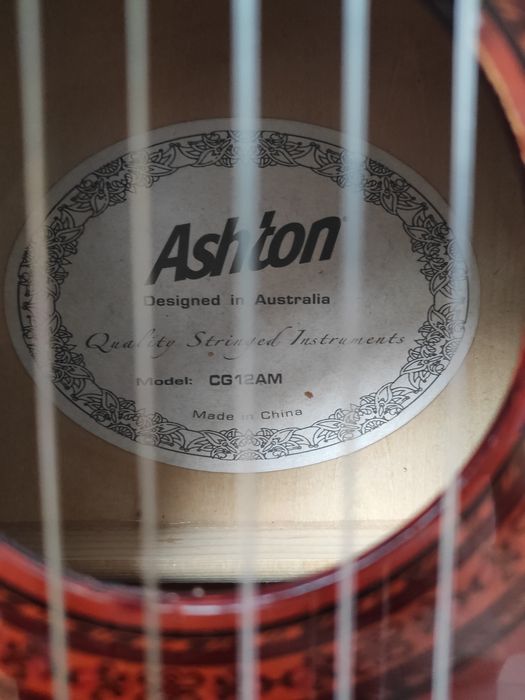 Ashton
Designed in Australia
Quality Stringed Instruments
Model: CG12AM
Made in China